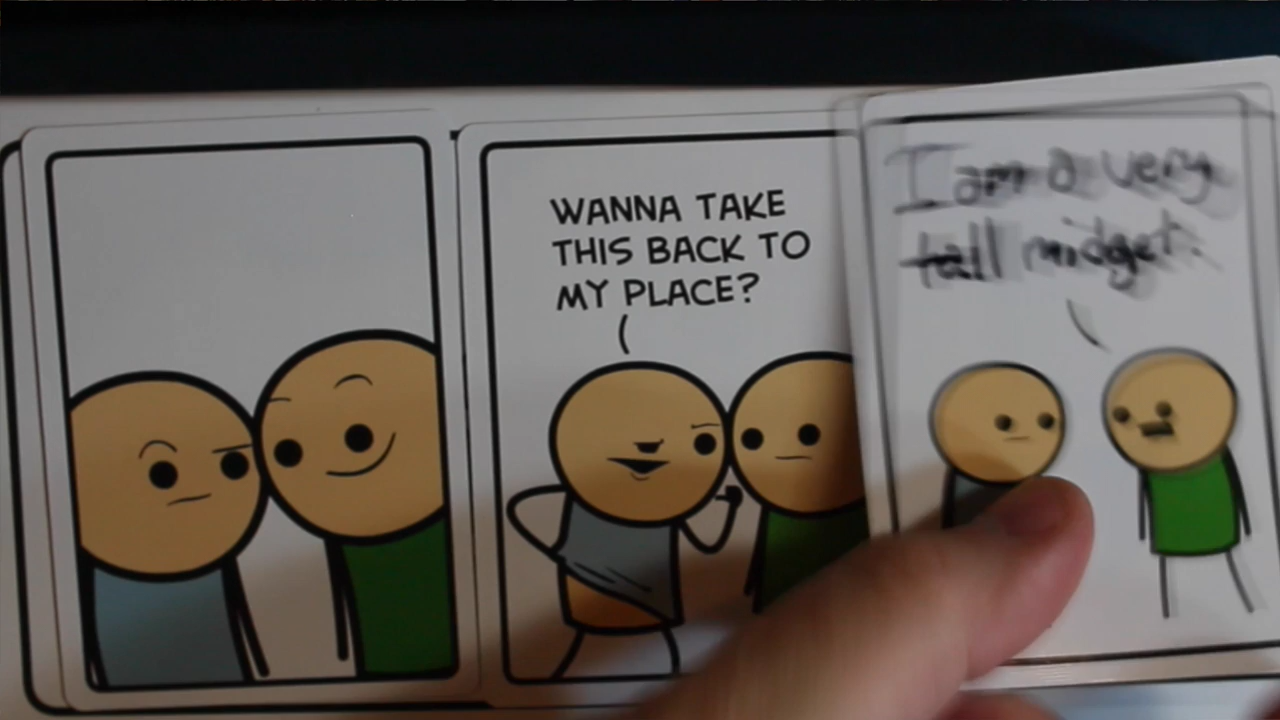 WANNA TAKE
THIS BACK TO
MY PLACE?
I am a very
tall midget.